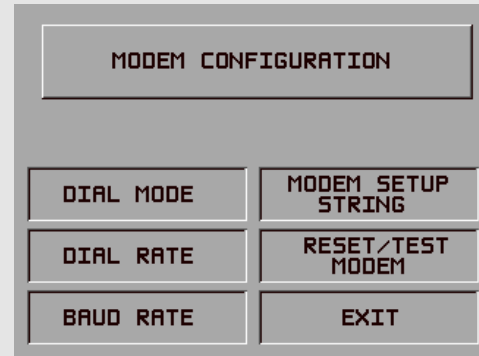 MODEM CONFIGURATION
DIAL MODE
MODEM SETUP
STRING
DIAL RATE
RESET/TEST
MODEM
BAUD RATE
EXIT